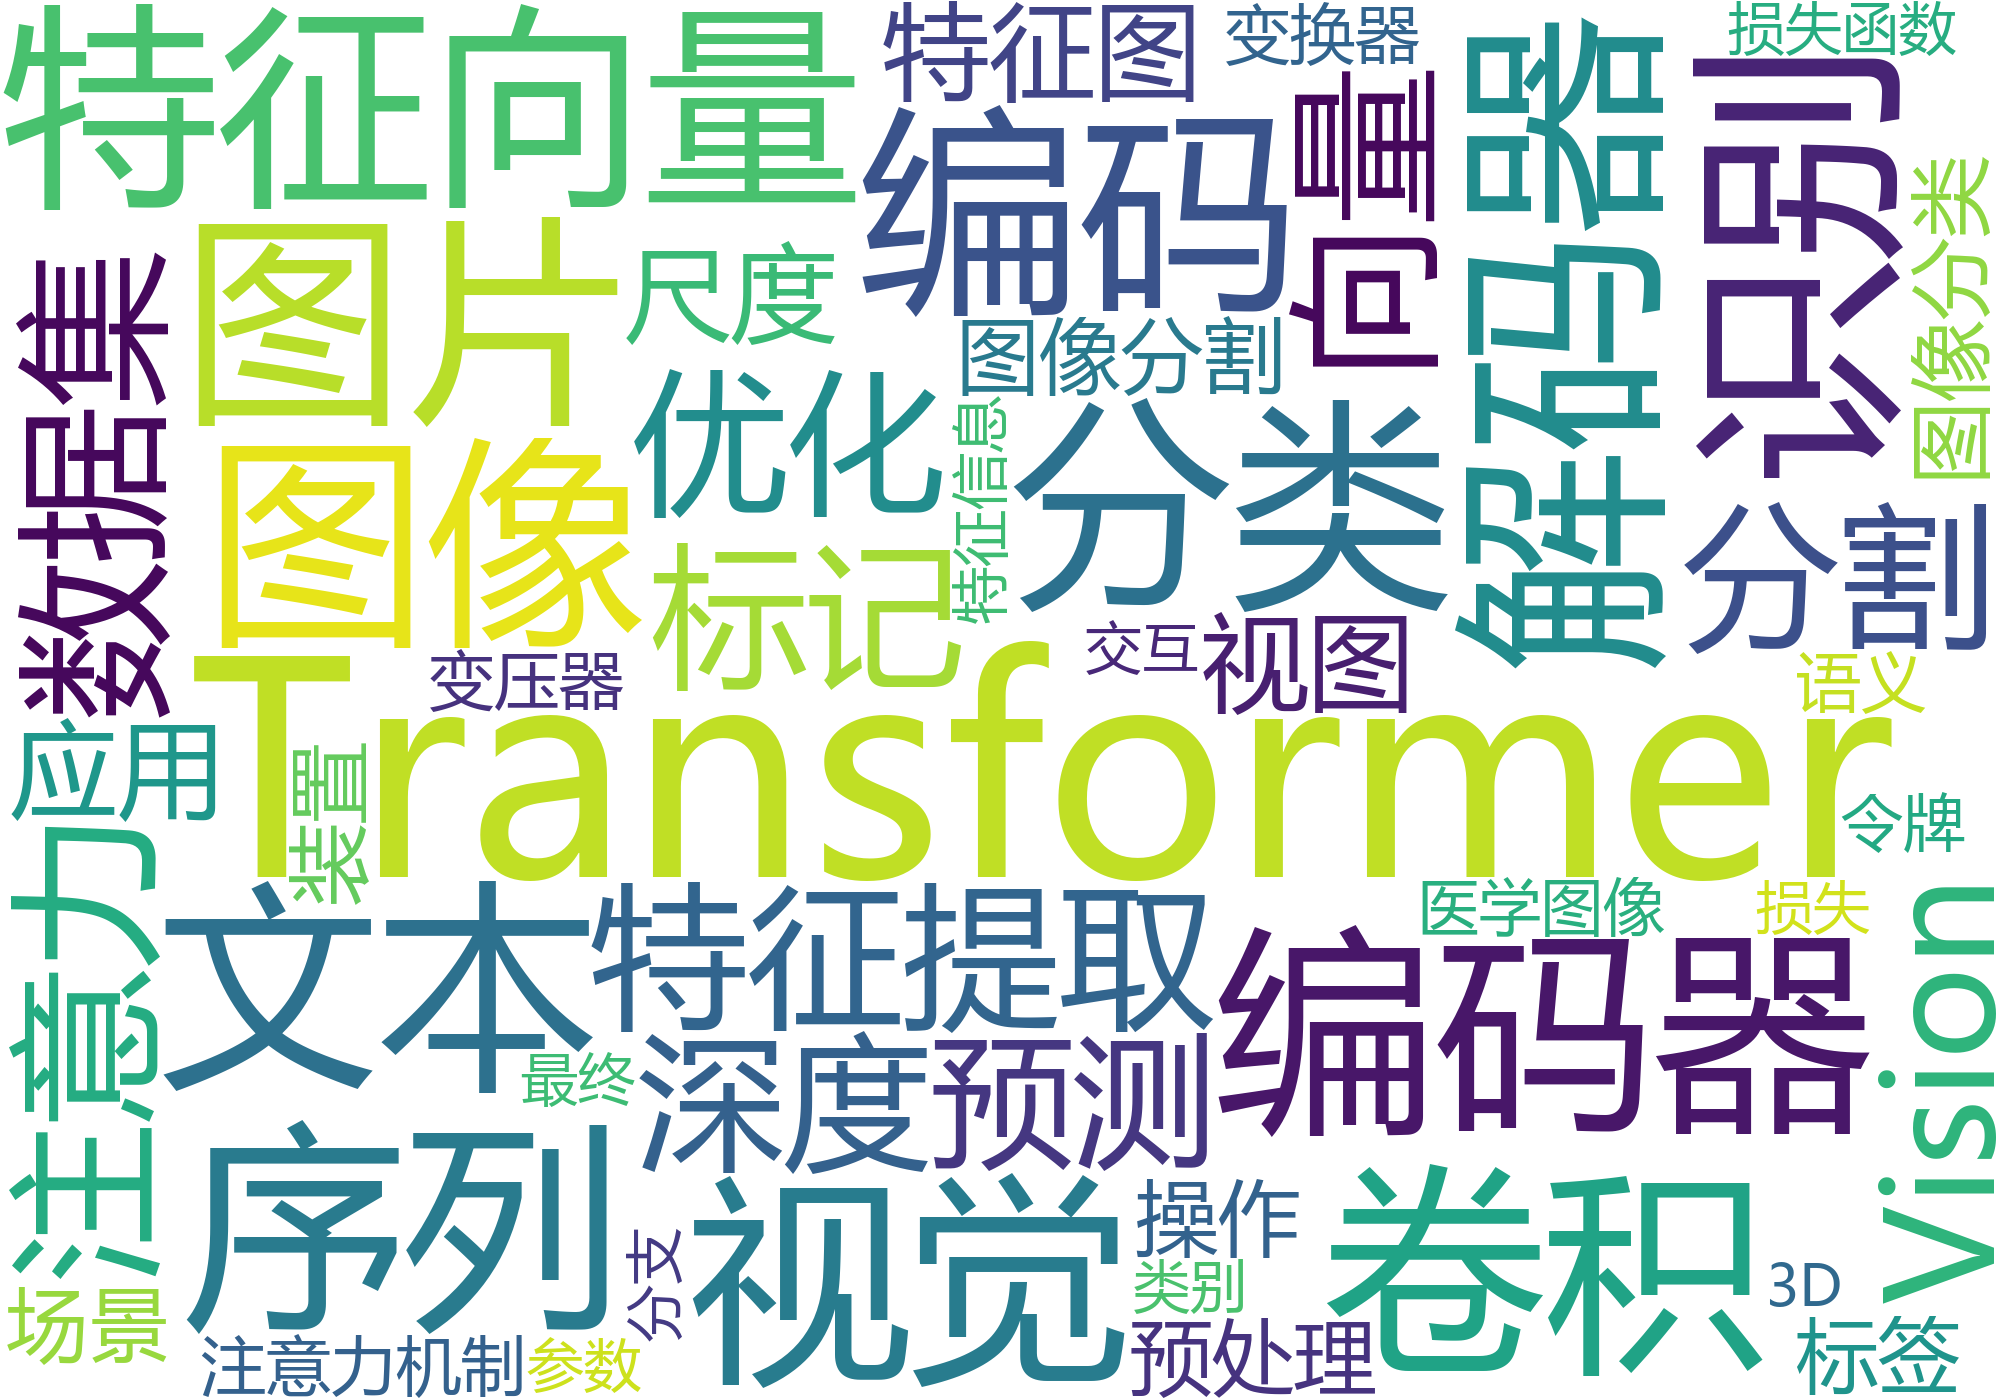 特征向量
特征图
变换器
损失函数
编码
向量
解码器
识别
图像分类
图片
尺度
数据集
图像分割
优化
分类
特征信息
图像
标记
分割
视图
交互
变压器
语义
Transformer
应用
装置
令牌
注意力
文本
特征提取
医学图像
损失
Vision
编码器
最终
深度
预测
序列
视觉
操作
卷积
分支
类别
3D
场景
注意力机制
参数
预处理
标签